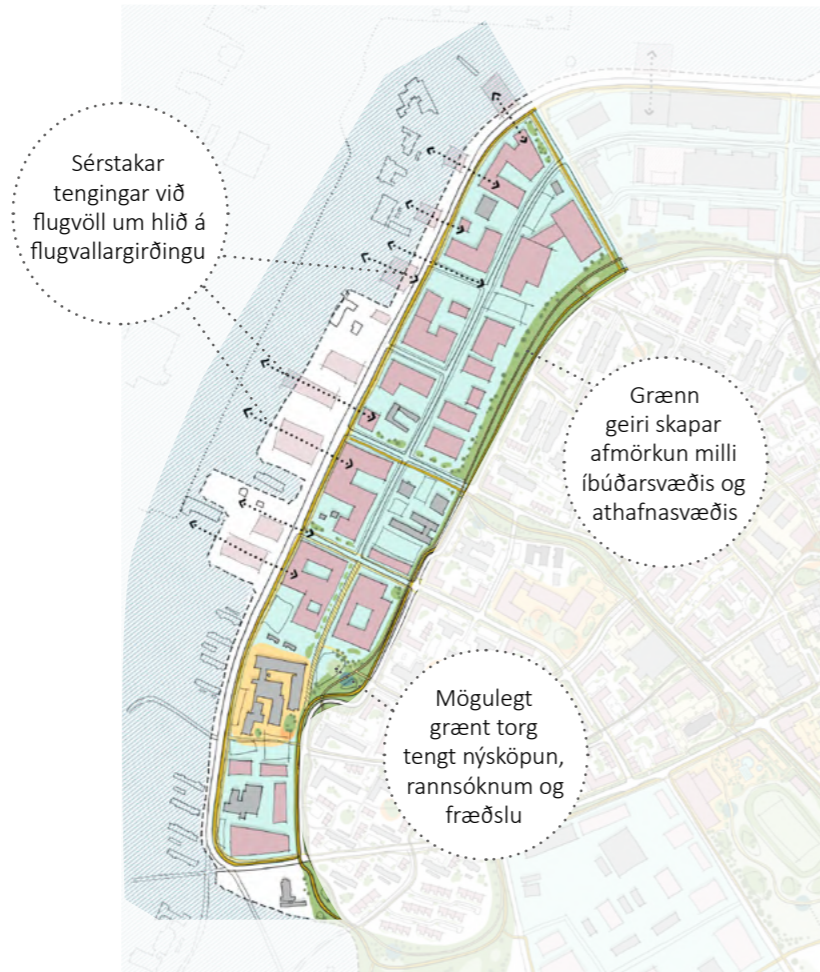 Sérstakar
tengingar við
flugvöll um hlið á
flugvallargirðingu
Grænn
geiri skapar
afmörkun milli
íbúðarsvæðis og
athafnasvæðis
Mögulegt
grænt torg
tengt nýsköpun,
rannsóknum og
fræðslu